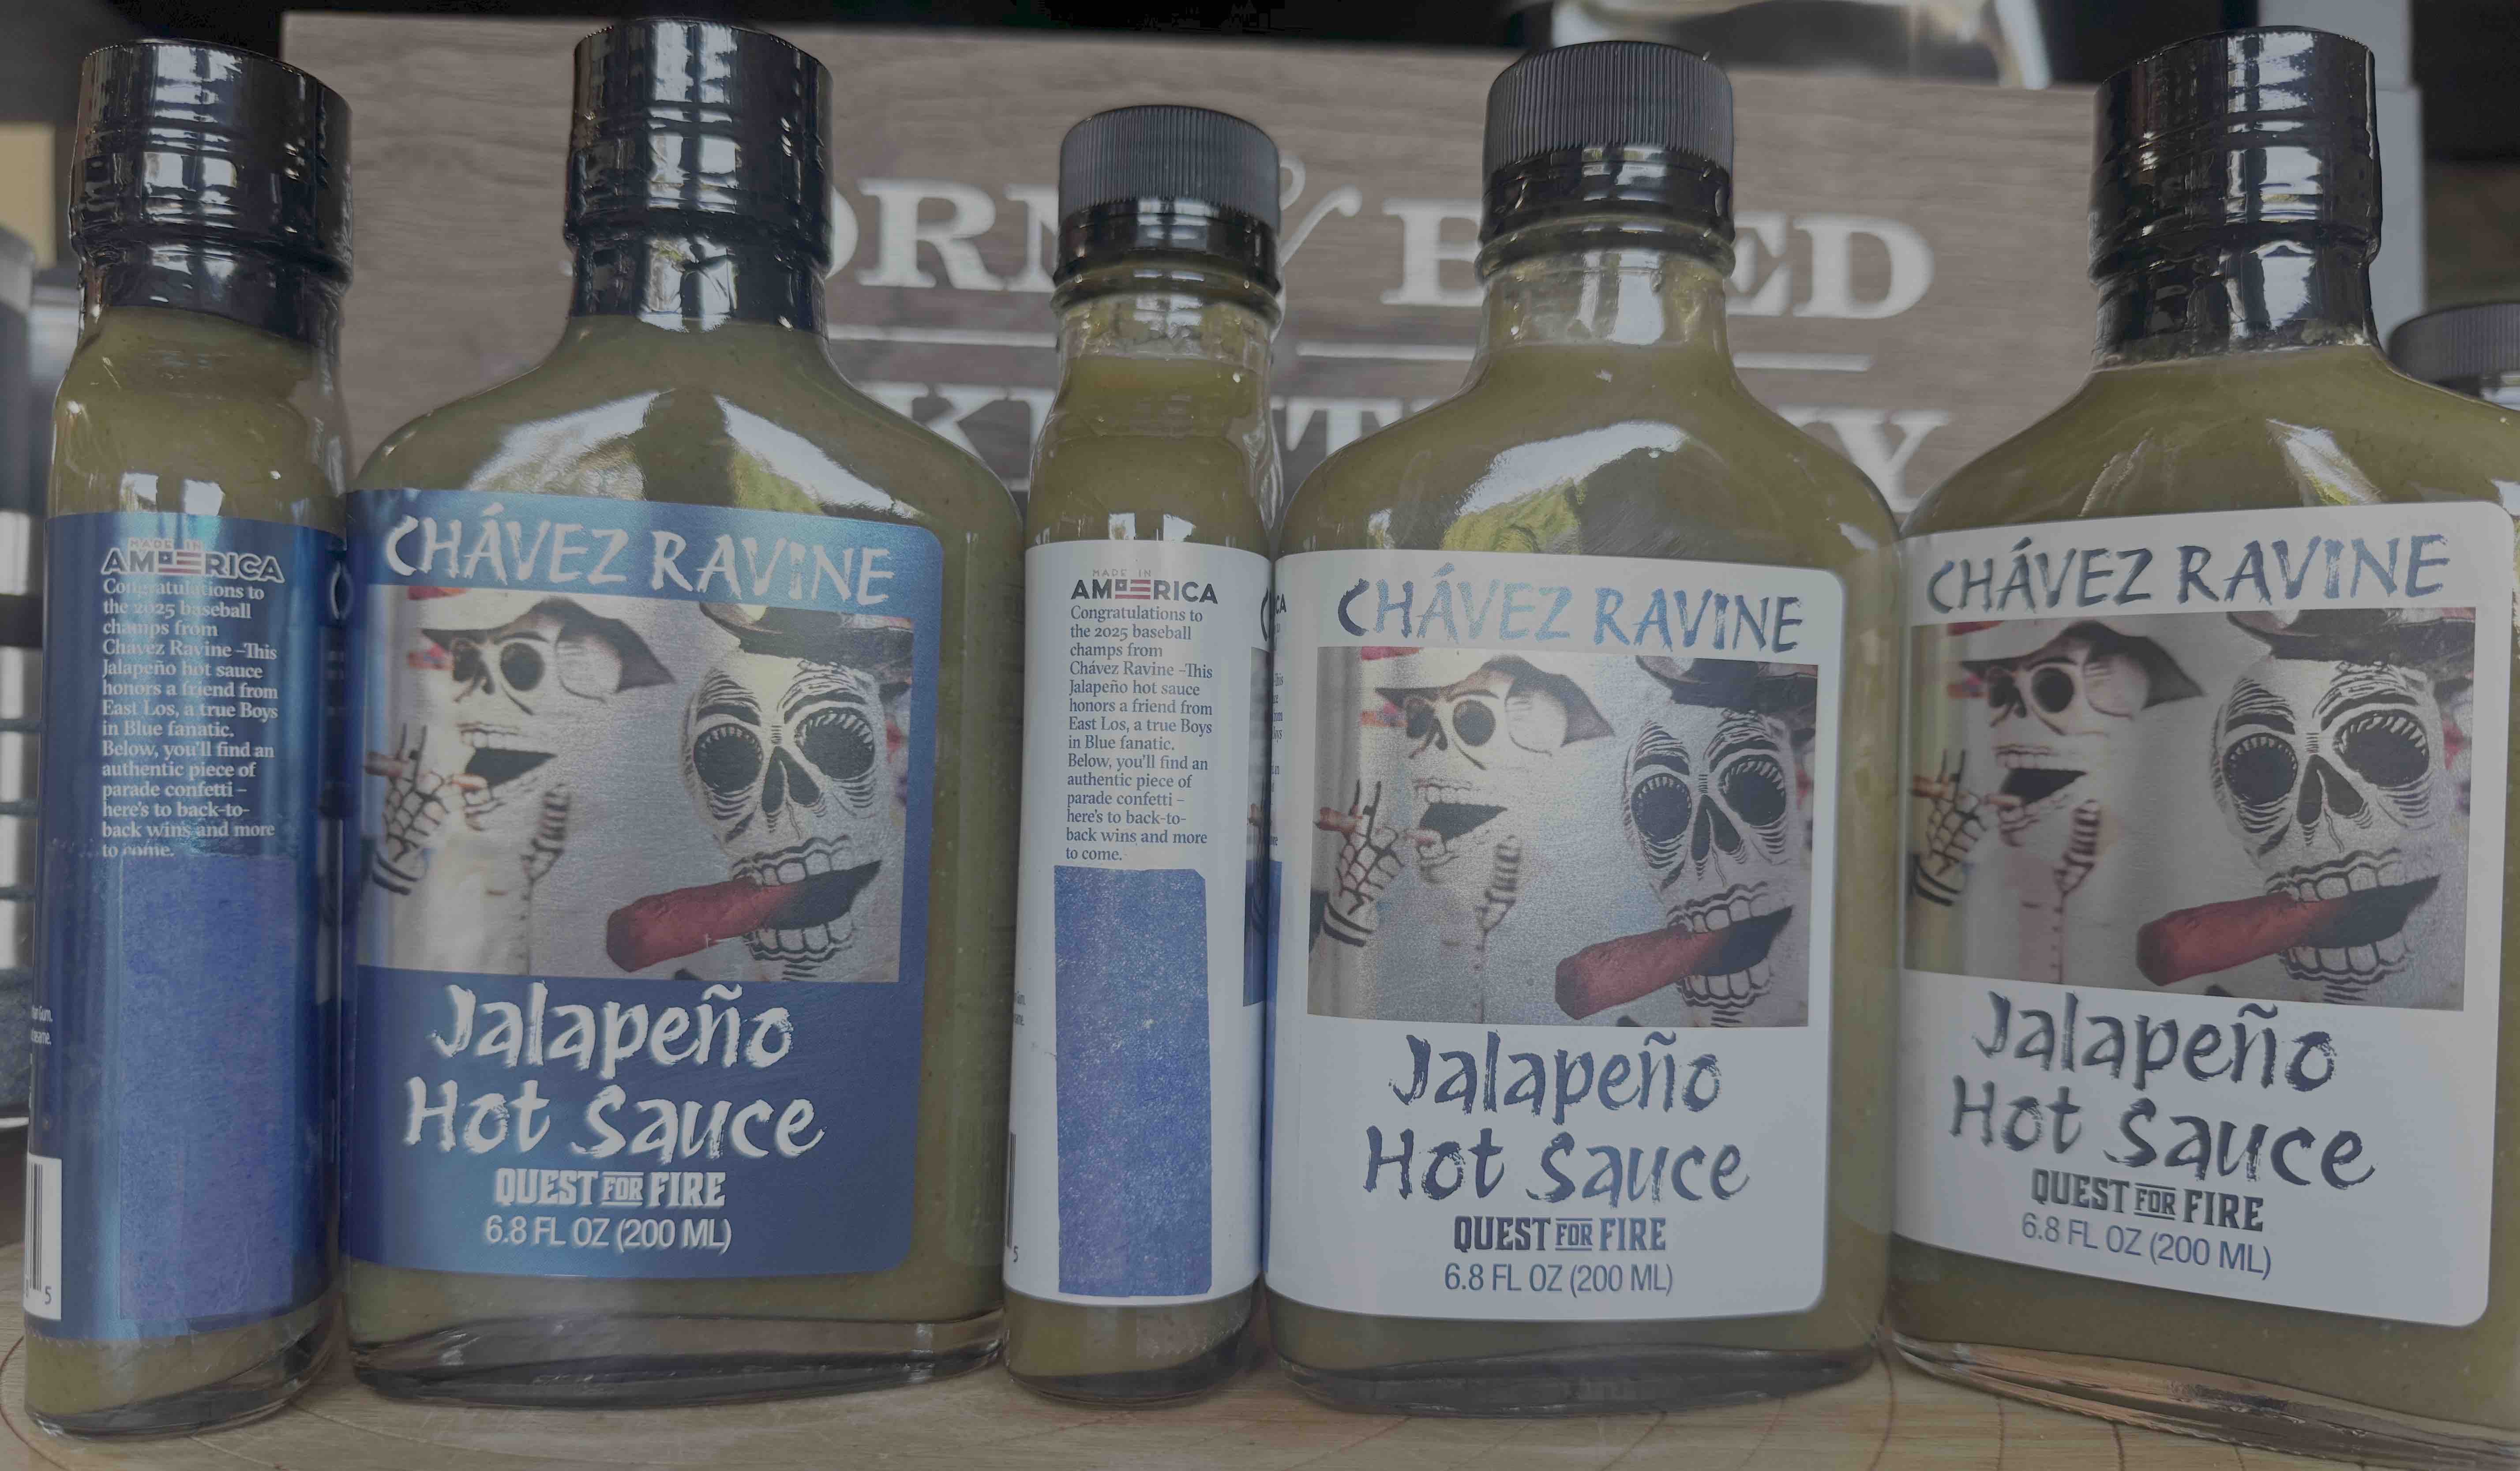 MADE IN
AMERICA
Congratulations to
the 2025 baseball
champs from
Chávez Ravine –This
Jalapeño hot sauce
honors a friend from
East Los, a true Boys
in Blue fanatic.
Below, you'll find an
authentic piece of
parade confetti –
here's to back-to-
back wins and more
to come.
5
CHÁVEZ RAVINE
Jalapeño
Hot Sauce
QUEST FOR FIRE
6.8 FL OZ (200 ML)
MADE IN
AMERICA
Congratulations to
the 2025 baseball
champs from
Chávez Ravine –This
Jalapeño hot sauce
honors a friend from
East Los, a true Boys
in Blue fanatic.
Below, you'll find an
authentic piece of
parade confetti –
here's to back-to-
back wins and more
to come.
5
CHÁVEZ RAVINE
Jalapeño
Hot Sauce
QUEST FOR FIRE
6.8 FL OZ (200 ML)
CHÁVEZ RAVINE
Jalapeño
Hot Sauce
QUEST FOR FIRE
6.8 FL OZ (200 ML)
&